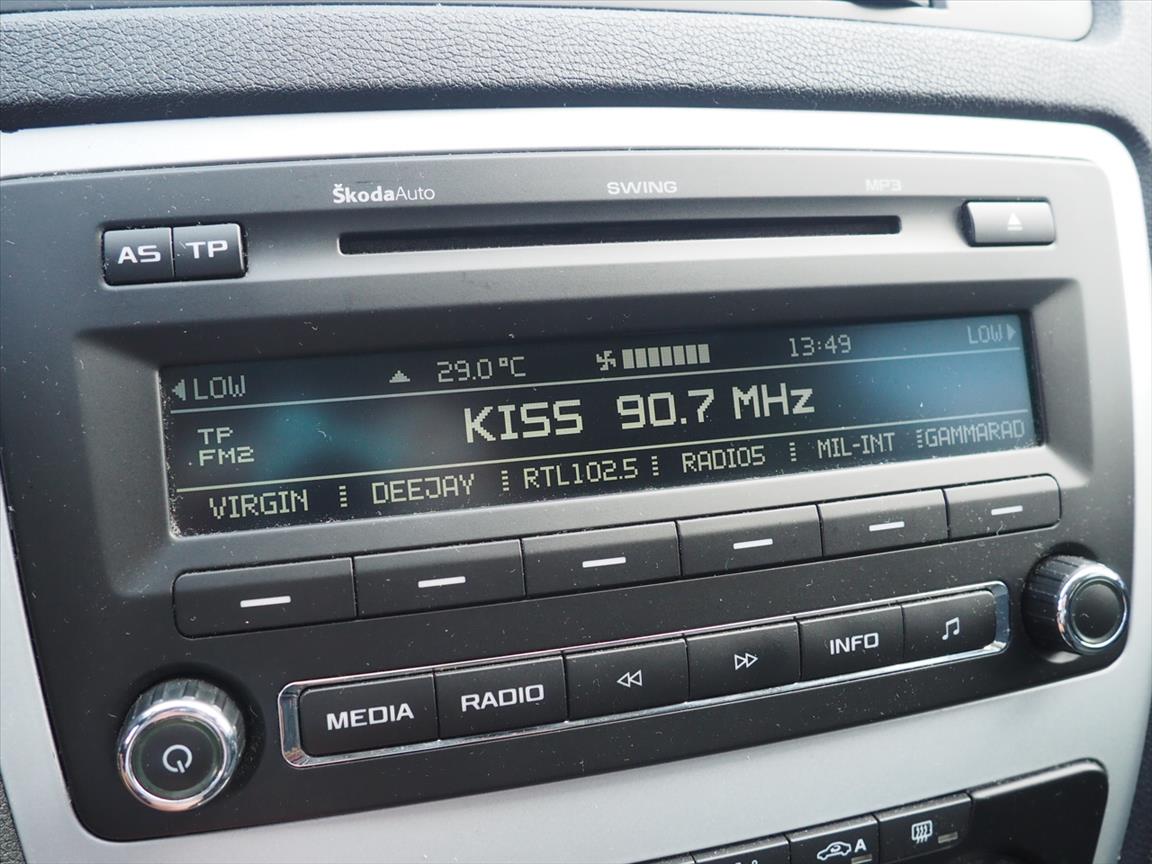 ŠkodaAuto SWING MP3
AS TP
LOW 29.0°C 13:49 LOW
TP
FM2
KISS 90.7 MHz
VIRGIN DEEJAY RTL102.5 RADIO5 MIL-INT GAMMARAD
MEDIA RADIO INFO
A